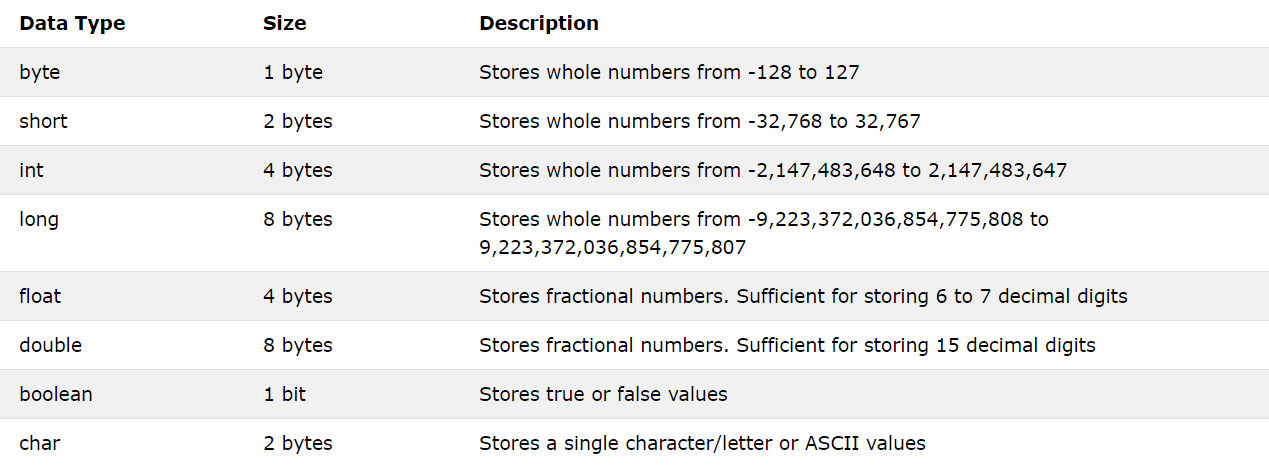 Data Type Size Description
byte 1 byte Stores whole numbers from -128 to 127
short 2 bytes Stores whole numbers from -32,768 to 32,767
int 4 bytes Stores whole numbers from -2,147,483,648 to 2,147,483,647
long 8 bytes Stores whole numbers from -9,223,372,036,854,775,808 to
9,223,372,036,854,775,807
float 4 bytes Stores fractional numbers. Sufficient for storing 6 to 7 decimal digits
double 8 bytes Stores fractional numbers. Sufficient for storing 15 decimal digits
boolean 1 bit Stores true or false values
char 2 bytes Stores a single character/letter or ASCII values